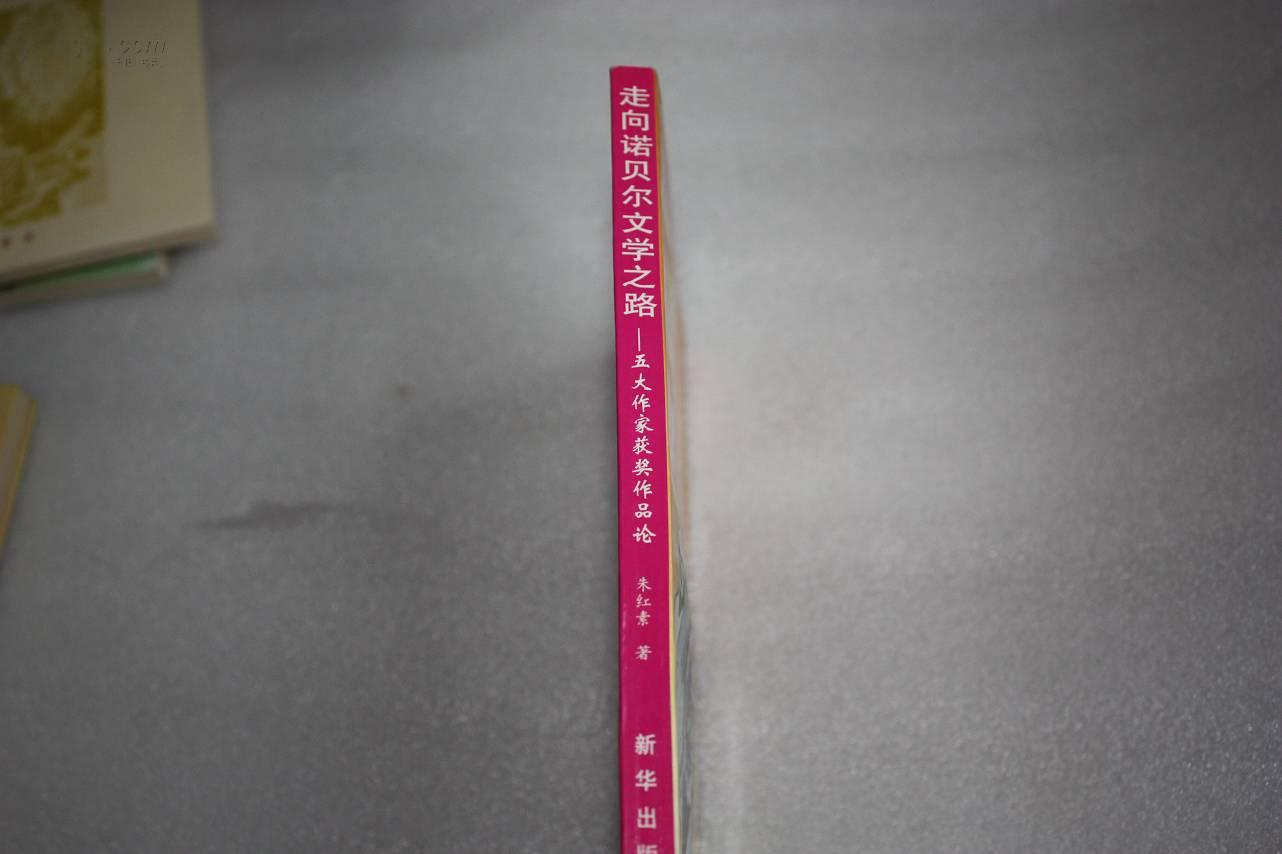 走向诺贝尔文学之路
—五大作家获奖作品论
朱红素 著
新华出版